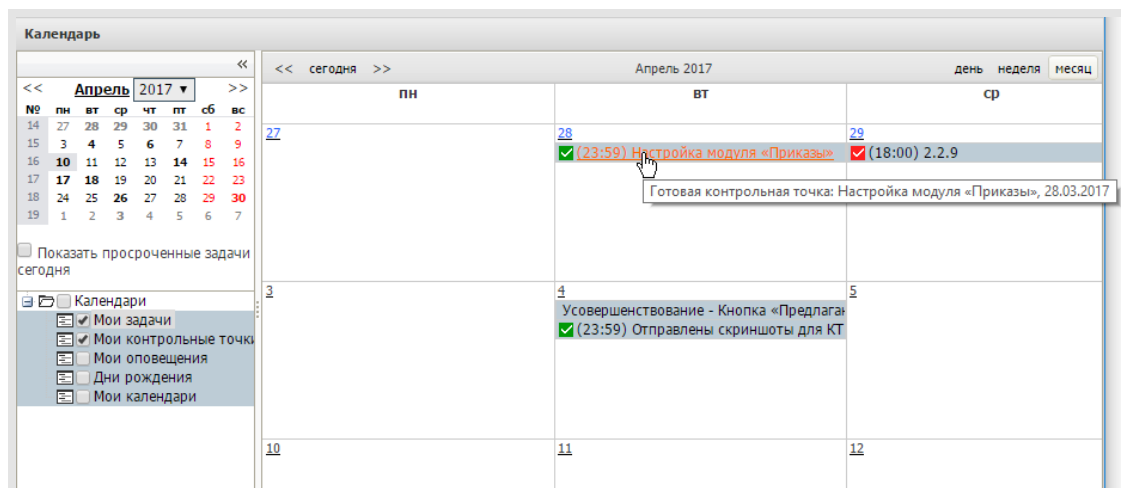 Календарь
«
<< Апрель 2017 ▼ >>
№ пн вт ср чт пт сб вс
14 27 28 29 30 31 1 2
15 3 4 5 6 7 8 9
16 10 11 12 13 14 15 16
17 17 18 19 20 21 22 23
18 24 25 26 27 28 29 30
19 1 2 3 4 5 6 7
Показать просроченные задачи
сегодня
Календари
Мои задачи
Мои контрольные точки
Мои оповещения
Дни рождения
Мои календари
<< сегодня >> Апрель 2017 день неделя месяц
пн вт ср
27 28 29
(23:59) Настройка модуля «Приказы» (18:00) 2.2.9
Готовая контрольная точка: Настройка модуля «Приказы», 28.03.2017
3 4 5
Усовершенствование - Кнопка «Предлагаю
(23:59) Отправлены скриншоты для КТ
10 11 12